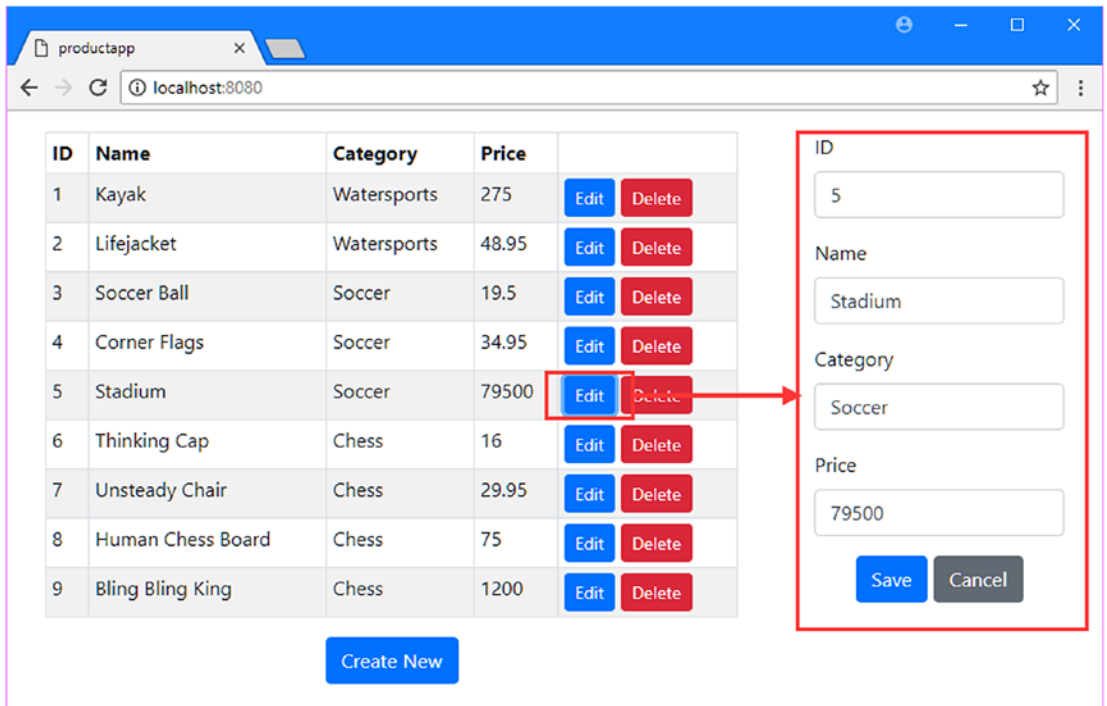 productapp
localhost:8080
ID Name Category Price
1 Kayak Watersports 275 Edit Delete
2 Lifejacket Watersports 48.95 Edit Delete
3 Soccer Ball Soccer 19.5 Edit Delete
4 Corner Flags Soccer 34.95 Edit Delete
5 Stadium Soccer 79500 Edit Delete
6 Thinking Cap Chess 16 Edit Delete
7 Unsteady Chair Chess 29.95 Edit Delete
8 Human Chess Board Chess 75 Edit Delete
9 Bling Bling King Chess 1200 Edit Delete
Create New
ID
5
Name
Stadium
Category
Soccer
Price
79500
Save Cancel